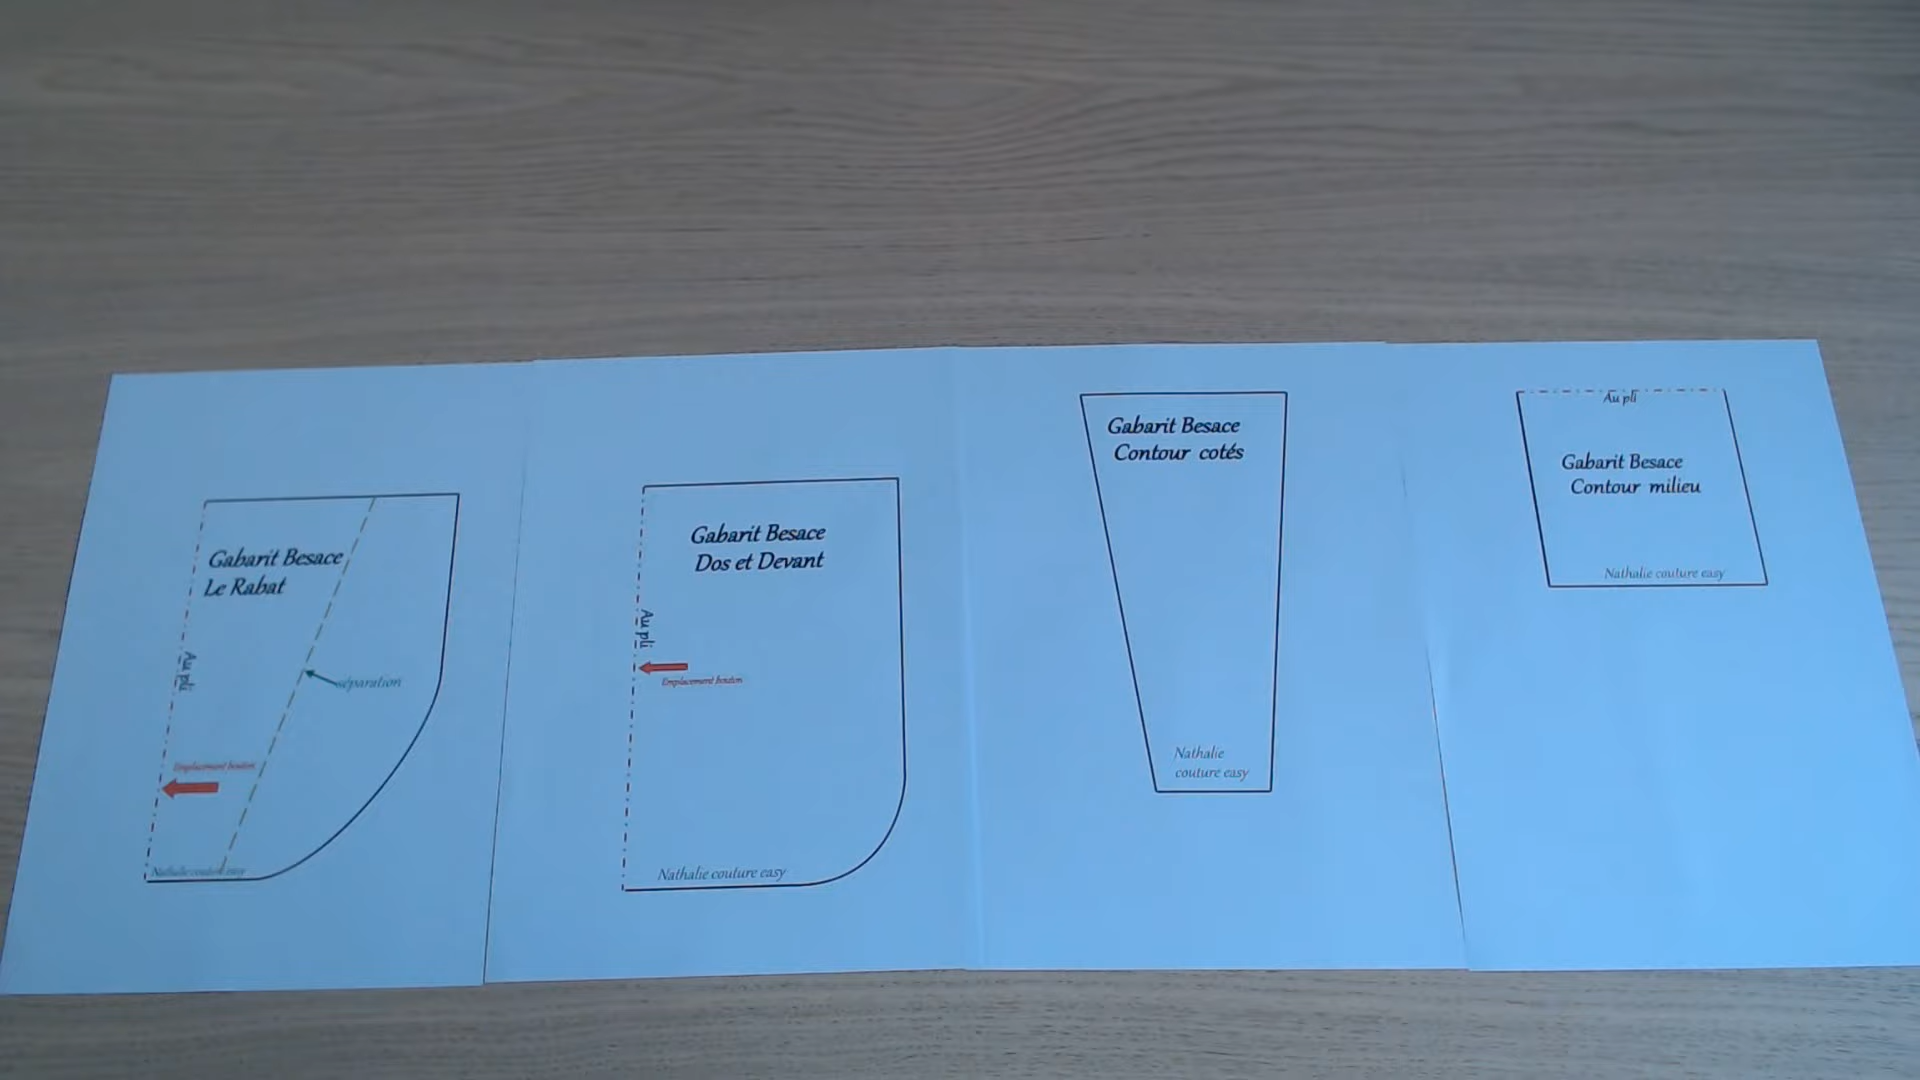 Gabarit Besace
Le Rabat
Au pli
séparation
Emplacement bouton
Nathalie couture easy
Gabarit Besace
Dos et Devant
Au pli
Emplacement bouton
Nathalie couture easy
Gabarit Besace
Contour cotés
Nathalie
couture easy
Au pli
Gabarit Besace
Contour milieu
Nathalie couture easy